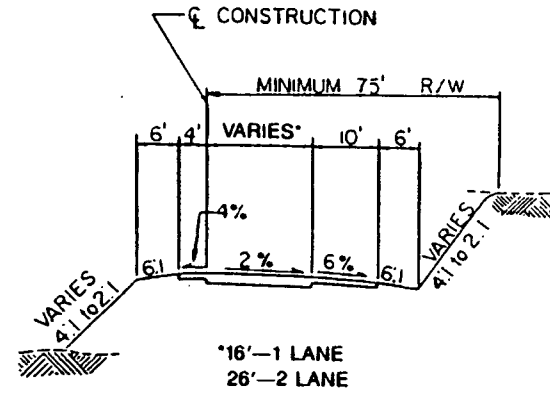 ℄ CONSTRUCTION
MINIMUM 75' R/W
6' 4' VARIES* 10' 6'
4%
6:1 2% 6% 6:1
VARIES
4:1 to 2:1
VARIES
4:1 to 2:1
*16'—1 LANE
26'—2 LANE